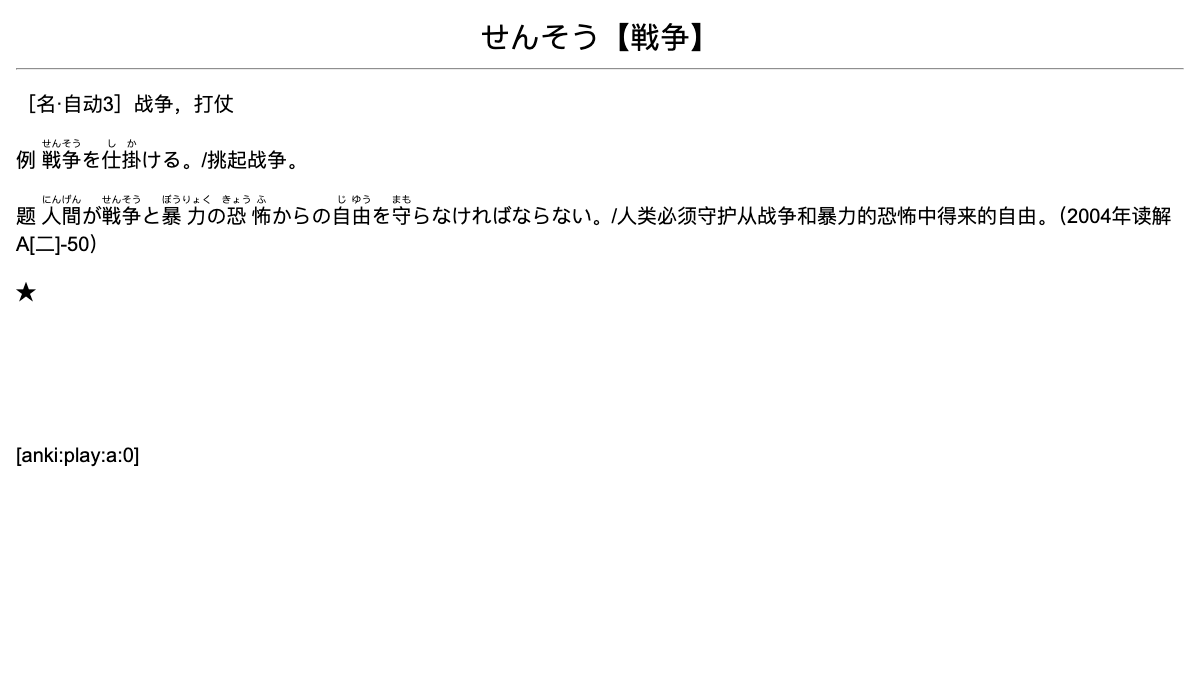 せんそう【戦争】
［名·自动3］战争，打仗
せんそう し か
例 戦争を仕掛ける。/挑起战争。
にんげん せんそう ぼうりょく きょう ふ じ ゆう まも
题 人間が戦争と暴力の恐怖からの自由を守らなければならない。/人类必须守护从战争和暴力的恐怖中得来的自由。（2004年读解
A[二]-50）
★
[anki:play:a:0]